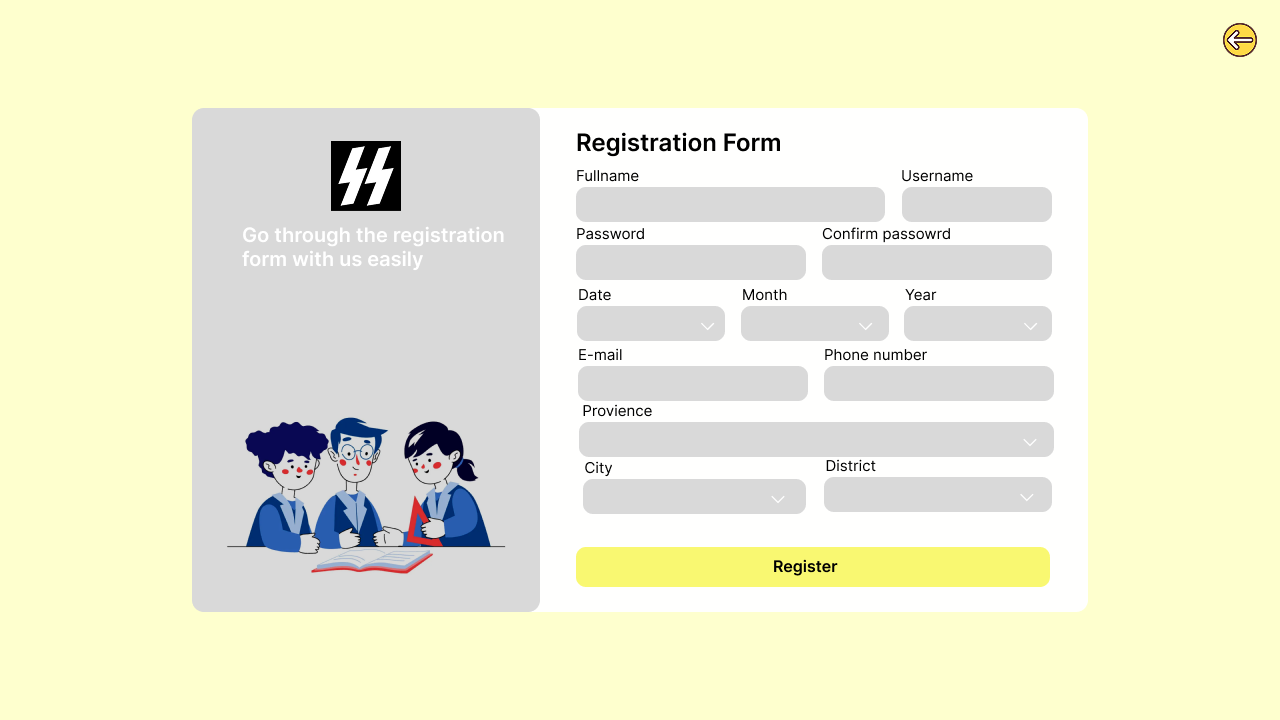 SS
Go through the registration
form with us easily
Registration Form
Fullname Username
Password Confirm passowrd
Date Month Year
E-mail Phone number
Provience
City District
Register